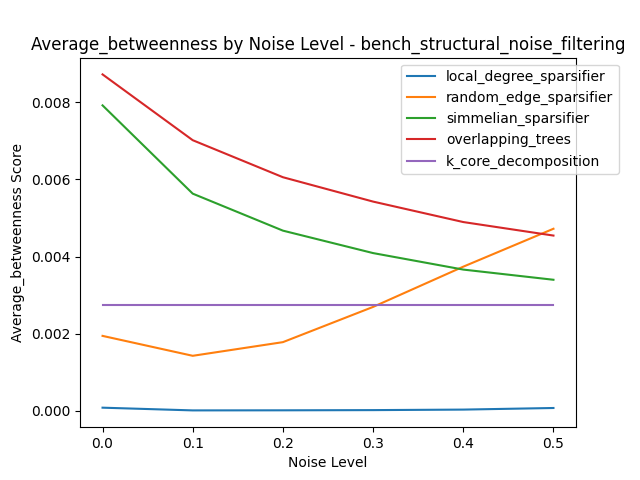 Average_betweenness by Noise Level - bench_structural_noise_filtering
local_degree_sparsifier
random_edge_sparsifier
simmelian_sparsifier
overlapping_trees
k_core_decomposition
Average_betweenness Score
0.008
0.006
0.004
0.002
0.000
0.0 0.1 0.2 0.3 0.4 0.5
Noise Level